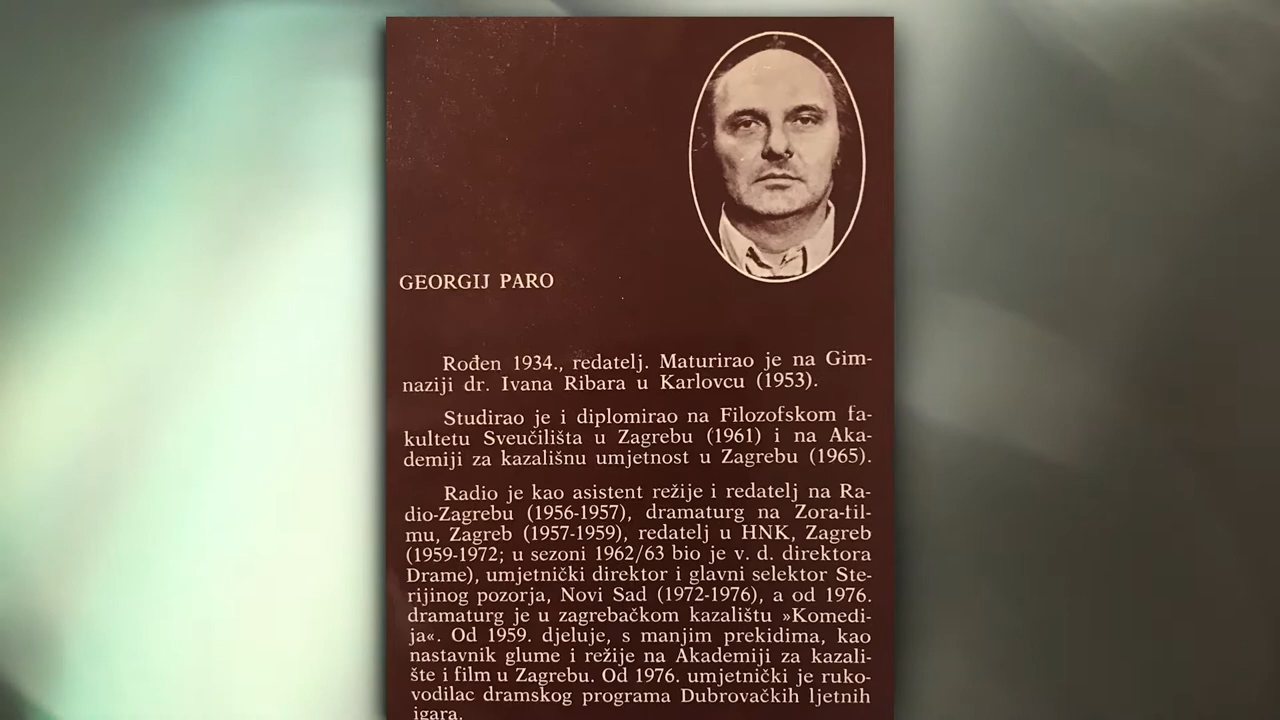 GEORGIJ PARO
Rođen 1934., redatelj. Maturirao je na Gim-
naziji dr. Ivana Ribara u Karlovcu (1953).
Studirao je i diplomirao na Filozofskom fa-
kultetu Sveučilišta u Zagrebu (1961) i na Aka-
demiji za kazališnu umjetnost u Zagrebu (1965).
Radio je kao asistent režije i redatelj na Ra-
dio-Zagrebu (1956-1957), dramaturg na Zora-fil-
mu, Zagreb (1957-1959), redatelj u HNK, Zagreb
(1959-1972; u sezoni 1962/63 bio je v. d. direktora
Drame), umjetnički direktor i glavni selektor Ste-
rijinog pozorja, Novi Sad (1972-1976), a od 1976.
dramaturg je u zagrebačkom kazalištu »Komedi-
ja«. Od 1959. djeluje, s manjim prekidima, kao
nastavnik glume i režije na Akademiji za kazali-
šte i film u Zagrebu. Od 1976. umjetnički je ruko-
vodilac dramskog programa Dubrovačkih ljetnih
igara.